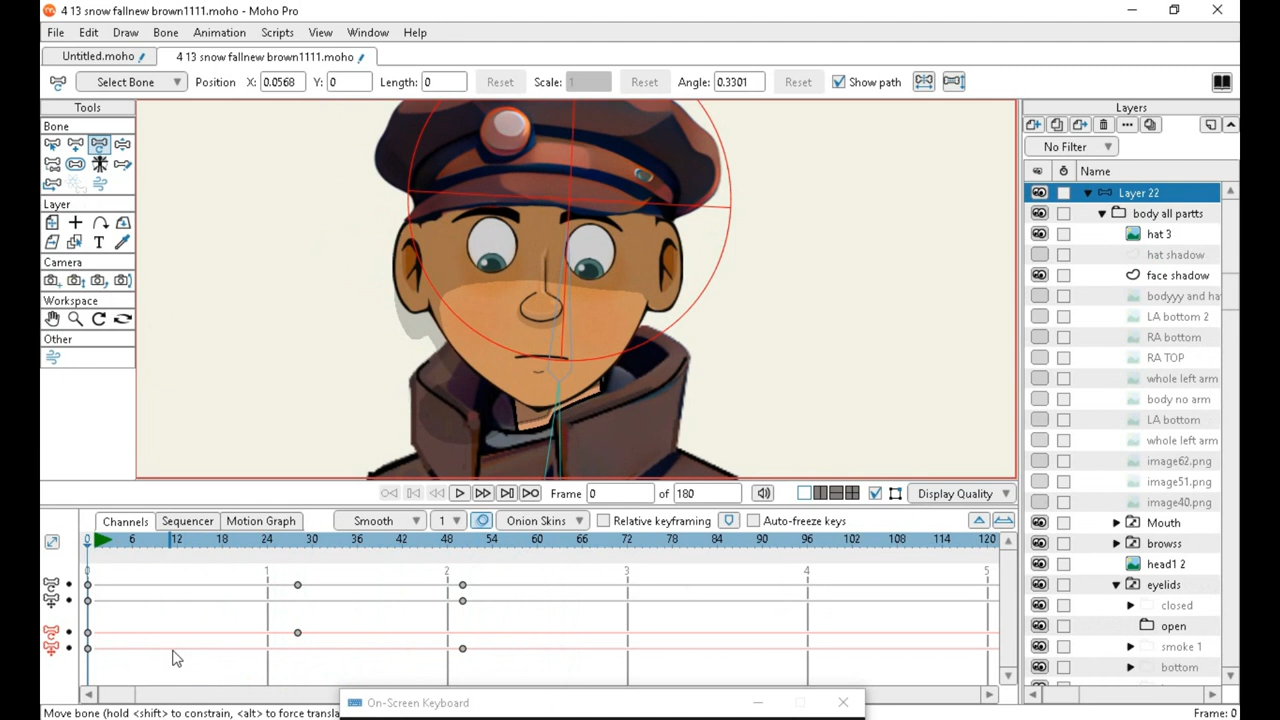 4 13 snow fallnew brown1111.moho - Moho Pro
File Edit Draw Bone Animation Scripts View Window Help
Untitled.moho 4 13 snow fallnew brown1111.moho
Select Bone Position X: 0.0568 Y: 0 Length: 0 Reset Scale: 1 Reset Angle: 0.3301 Reset Show path
Tools
Bone
Layer
T
Camera
Workspace
Other
Layers
No Filter
Name
Layer 22
body all partts
hat 3
hat shadow
face shadow
bodyyy and ha
LA bottom 2
RA bottom
RA TOP
whole left arm
body no arm
LA bottom
whole left arm
image62.png
image51.png
image40.png
Mouth
browss
head1 2
eyelids
closed
open
smoke 1
bottom
Frame 0 of 180 Display Quality
Channels Sequencer Motion Graph Smooth 1 Onion Skins Relative keyframing Auto-freeze keys
0 6 12 18 24 30 36 42 48 54 60 66 72 78 84 90 96 102 108 114 120
0 1 2 3 4 5
On-Screen Keyboard
Move bone (hold <shift> to constrain, <alt> to force transla Frame: 0